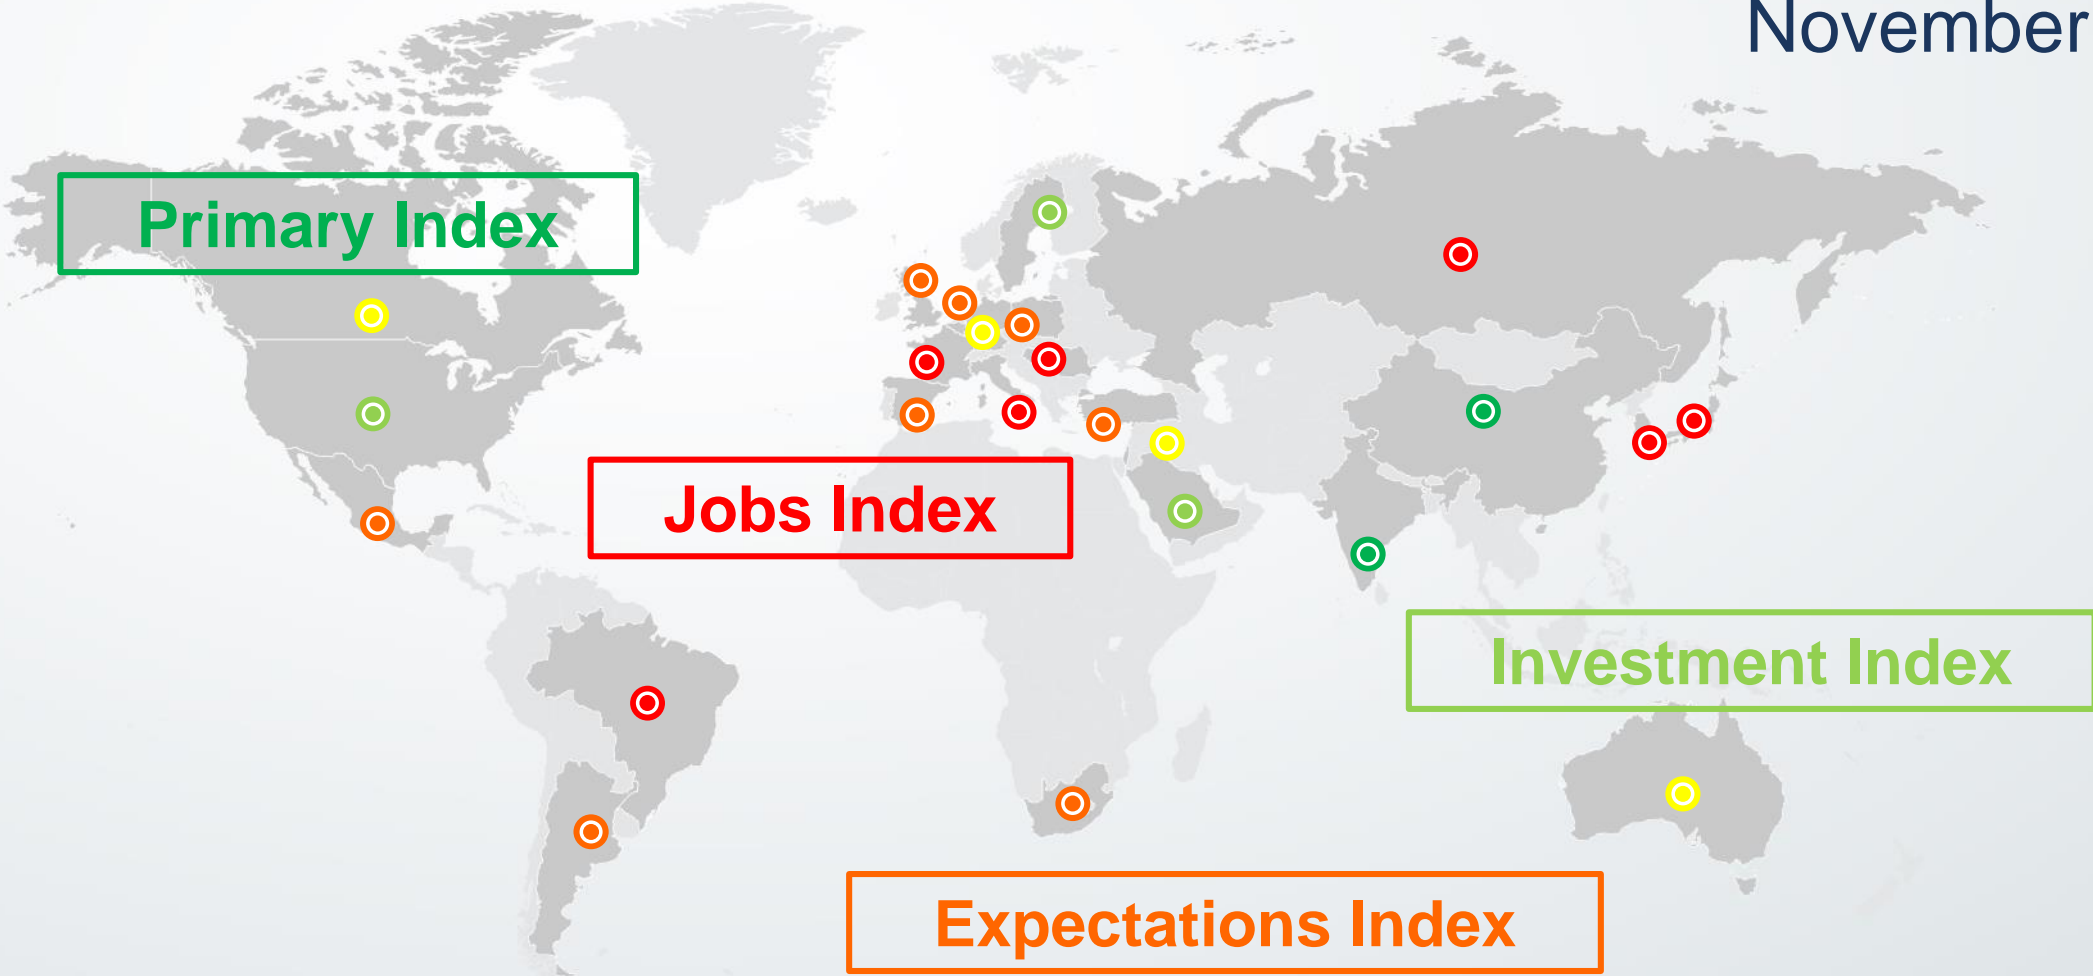 November
Primary Index
Jobs Index
Investment Index
Expectations Index